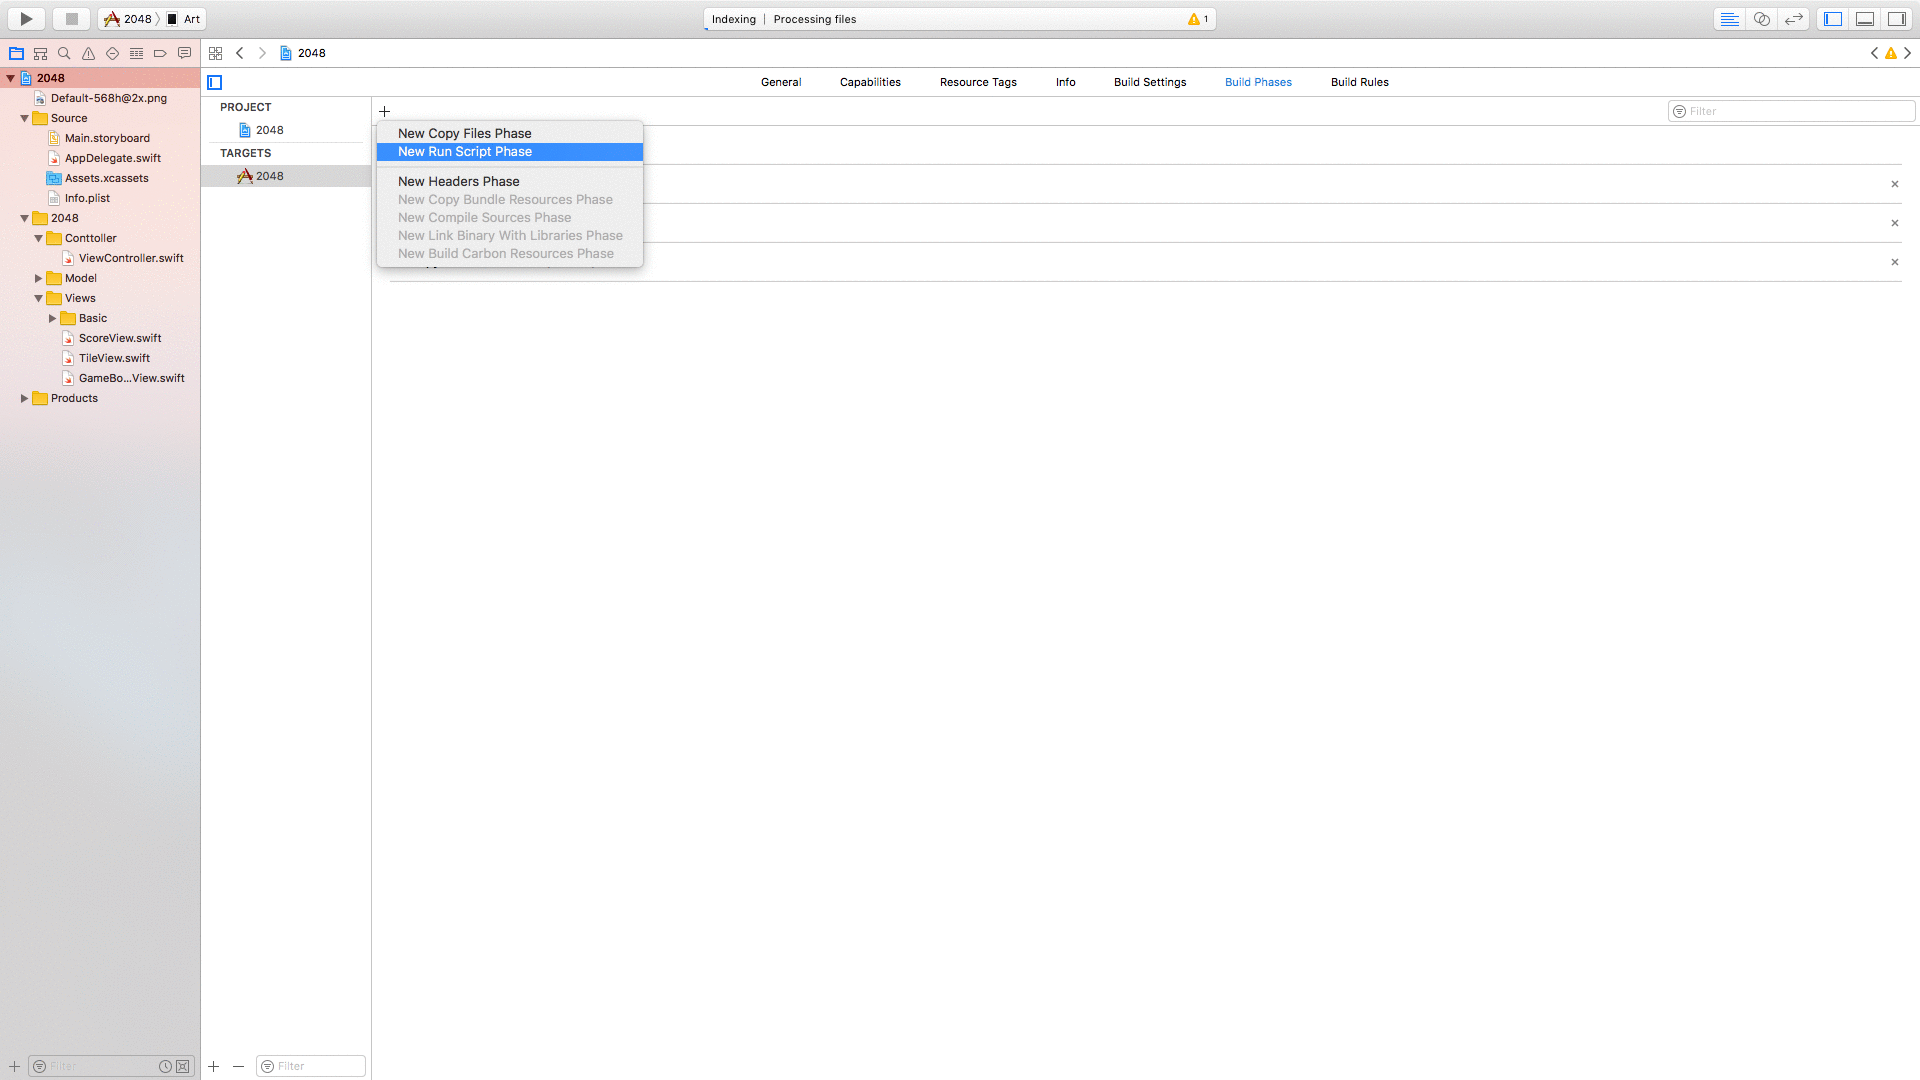 2048 Art
Indexing | Processing files
1
2048
2048
Default-568h@2x.png
Source
Main.storyboard
AppDelegate.swift
Assets.xcassets
Info.plist
2048
Conttoller
ViewController.swift
Model
Views
Basic
ScoreView.swift
TileView.swift
GameBo...View.swift
Products
Filter
General Capabilities Resource Tags Info Build Settings Build Phases Build Rules
PROJECT
2048
TARGETS
2048
Filter
Filter
New Copy Files Phase
New Run Script Phase
New Headers Phase
New Copy Bundle Resources Phase
New Compile Sources Phase
New Link Binary With Libraries Phase
New Build Carbon Resources Phase